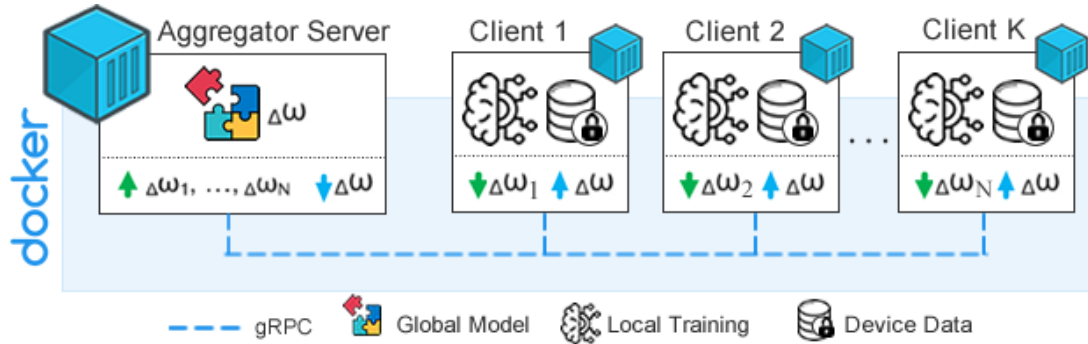 Aggregator Server
Client 1
Client 2
Client K
Δω
...
Δω₁, ..., Δω_N Δω
Δω₁ Δω
Δω₂ Δω
Δω_N Δω
docker
gRPC
Global Model
Local Training
Device Data